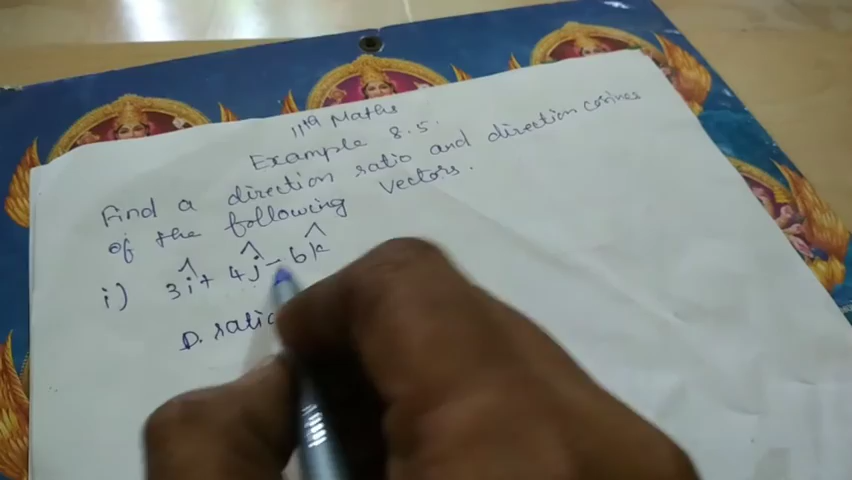 11th Maths
Example 8.5.
Find a direction ratio and direction cosines
of the following vectors.
i) 3î + 4ĵ - 6k̂
D. ratio